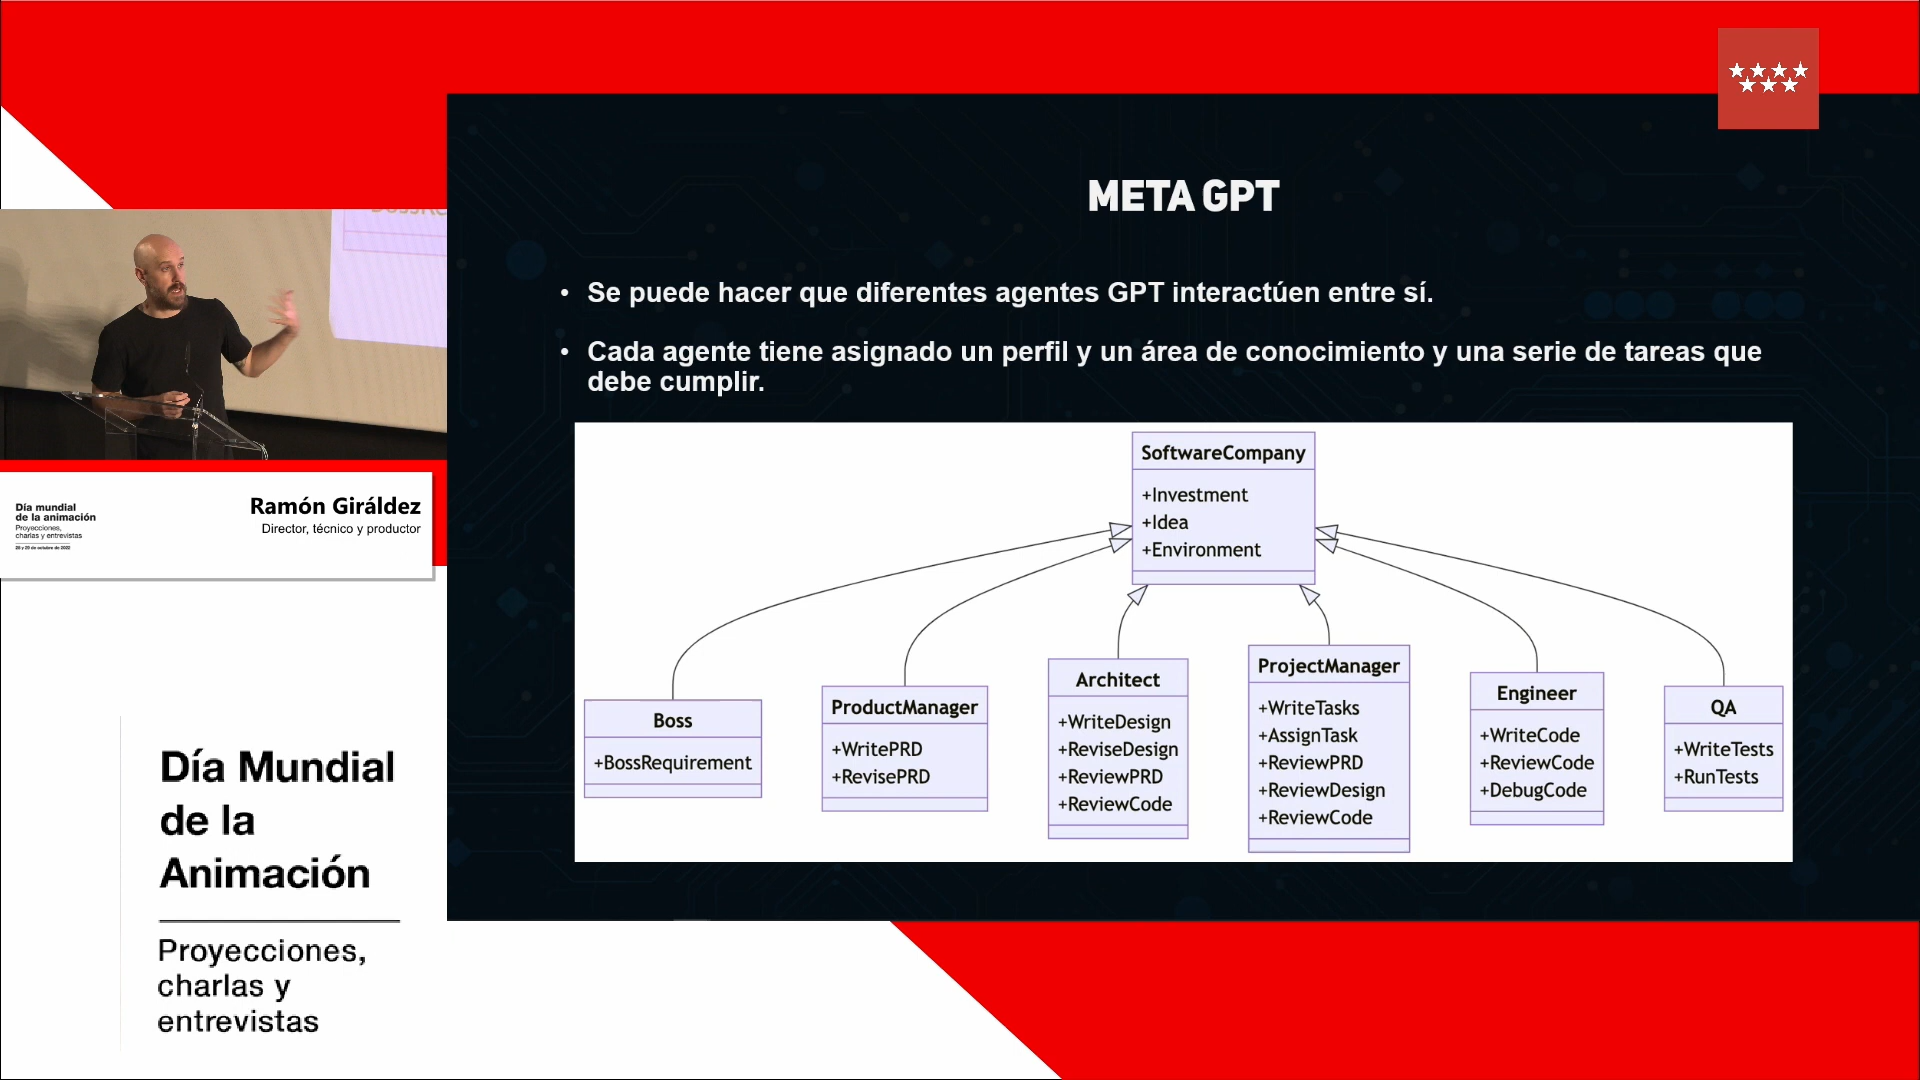 META GPT
• Se puede hacer que diferentes agentes GPT interactúen entre sí.
• Cada agente tiene asignado un perfil y un área de conocimiento y una serie de tareas que
debe cumplir.
SoftwareCompany
+Investment
+Idea
+Environment
Boss
+BossRequirement
ProductManager
+WritePRD
+RevisePRD
Architect
+WriteDesign
+ReviseDesign
+ReviewPRD
+ReviewCode
ProjectManager
+WriteTasks
+AssignTask
+ReviewPRD
+ReviewDesign
+ReviewCode
Engineer
+WriteCode
+ReviewCode
+DebugCode
QA
+WriteTests
+RunTests
Día mundial
de la animación
Proyecciones,
charlas y entrevistas
Ramón Giráldez
Director, técnico y productor
Día Mundial
de la
Animación
Proyecciones,
charlas y
entrevistas